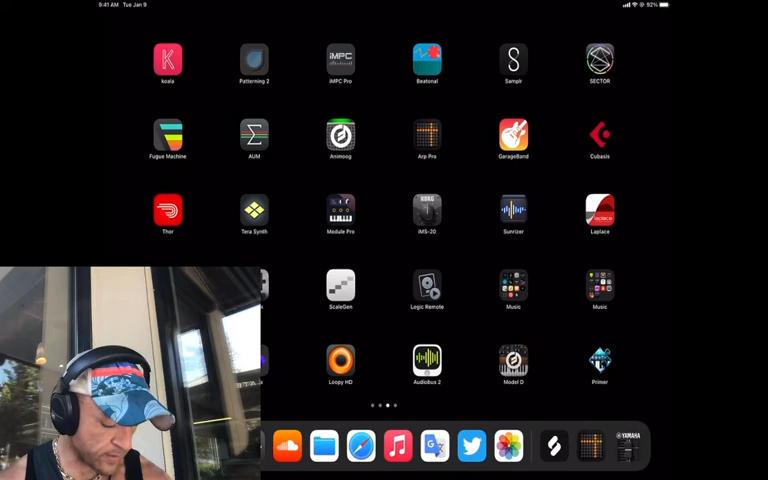 9:41 AM Tue Jan 9
92%
koala
Patterning 2
iMPC
iMPC Pro
Beatonal
Samplr
SECTOR
Fugue Machine
AUM
Animoog
Arp Pro
GarageBand
Cubasis
Thor
Tera Synth
Module Pro
KORG
iMS-20
Sunrizer
laplace
Laplace
ScaleGen
Logic Remote
Music
Music
Loopy HD
Audiobus 2
Model D
Primer
YAMAHA